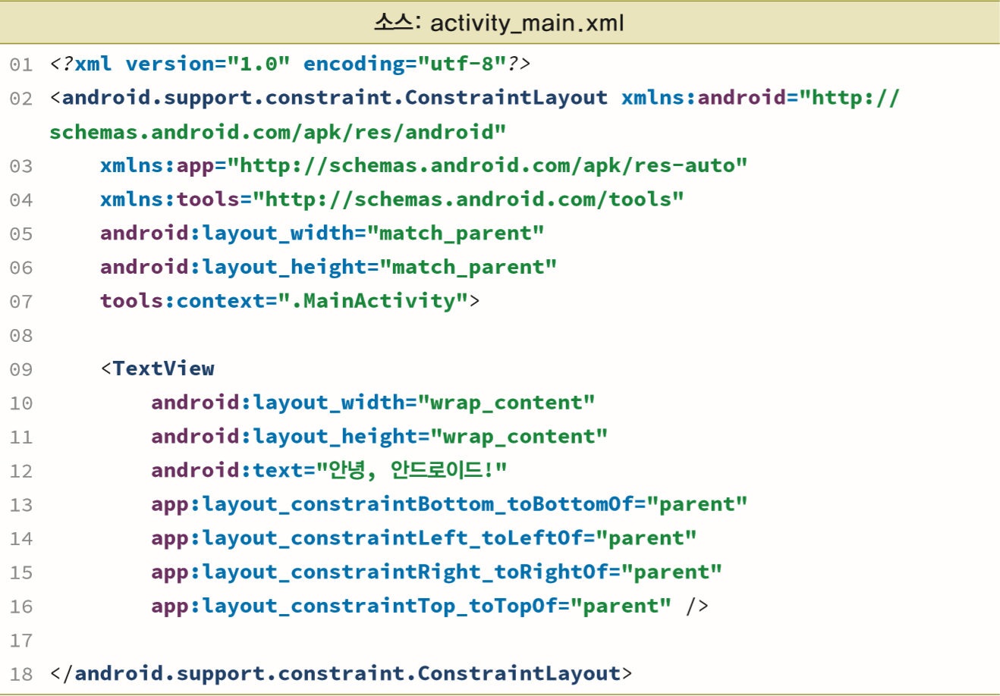 소스: activity_main.xml
01 <?xml version="1.0" encoding="utf-8"?>
02 <android.support.constraint.ConstraintLayout xmlns:android="http://
schemas.android.com/apk/res/android"
03     xmlns:app="http://schemas.android.com/apk/res-auto"
04     xmlns:tools="http://schemas.android.com/tools"
05     android:layout_width="match_parent"
06     android:layout_height="match_parent"
07     tools:context=".MainActivity">
08
09     <TextView
10         android:layout_width="wrap_content"
11         android:layout_height="wrap_content"
12         android:text="안녕, 안드로이드!"
13         app:layout_constraintBottom_toBottomOf="parent"
14         app:layout_constraintLeft_toLeftOf="parent"
15         app:layout_constraintRight_toRightOf="parent"
16         app:layout_constraintTop_toTopOf="parent" />
17
18 </android.support.constraint.ConstraintLayout>